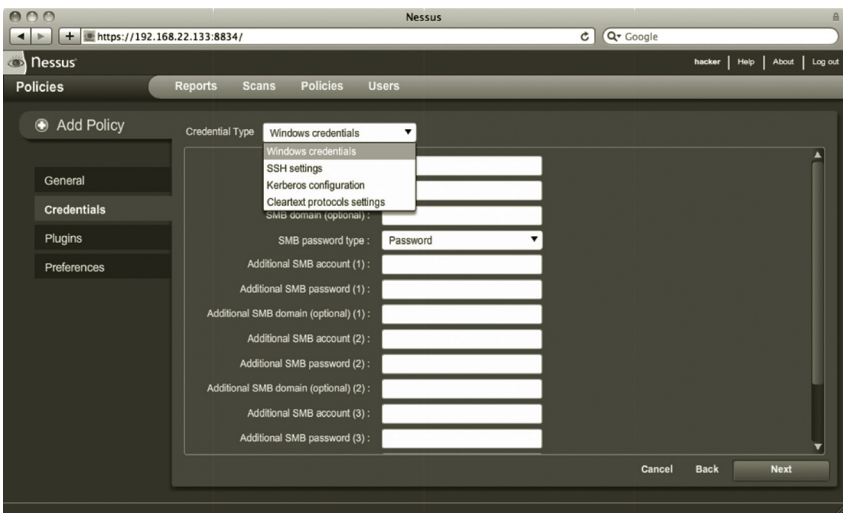 Nessus
https://192.168.22.133:8834/
Google
Nessus
hacker | Help | About | Log out
Policies
Reports Scans Policies Users
Add Policy
General
Credentials
Plugins
Preferences
Credential Type Windows credentials
Windows credentials
SSH settings
Kerberos configuration
Cleartext protocols settings
SMB domain (optional) :
SMB password type : Password
Additional SMB account (1) :
Additional SMB password (1) :
Additional SMB domain (optional) (1) :
Additional SMB account (2) :
Additional SMB password (2) :
Additional SMB domain (optional) (2) :
Additional SMB account (3) :
Additional SMB password (3) :
Cancel Back Next